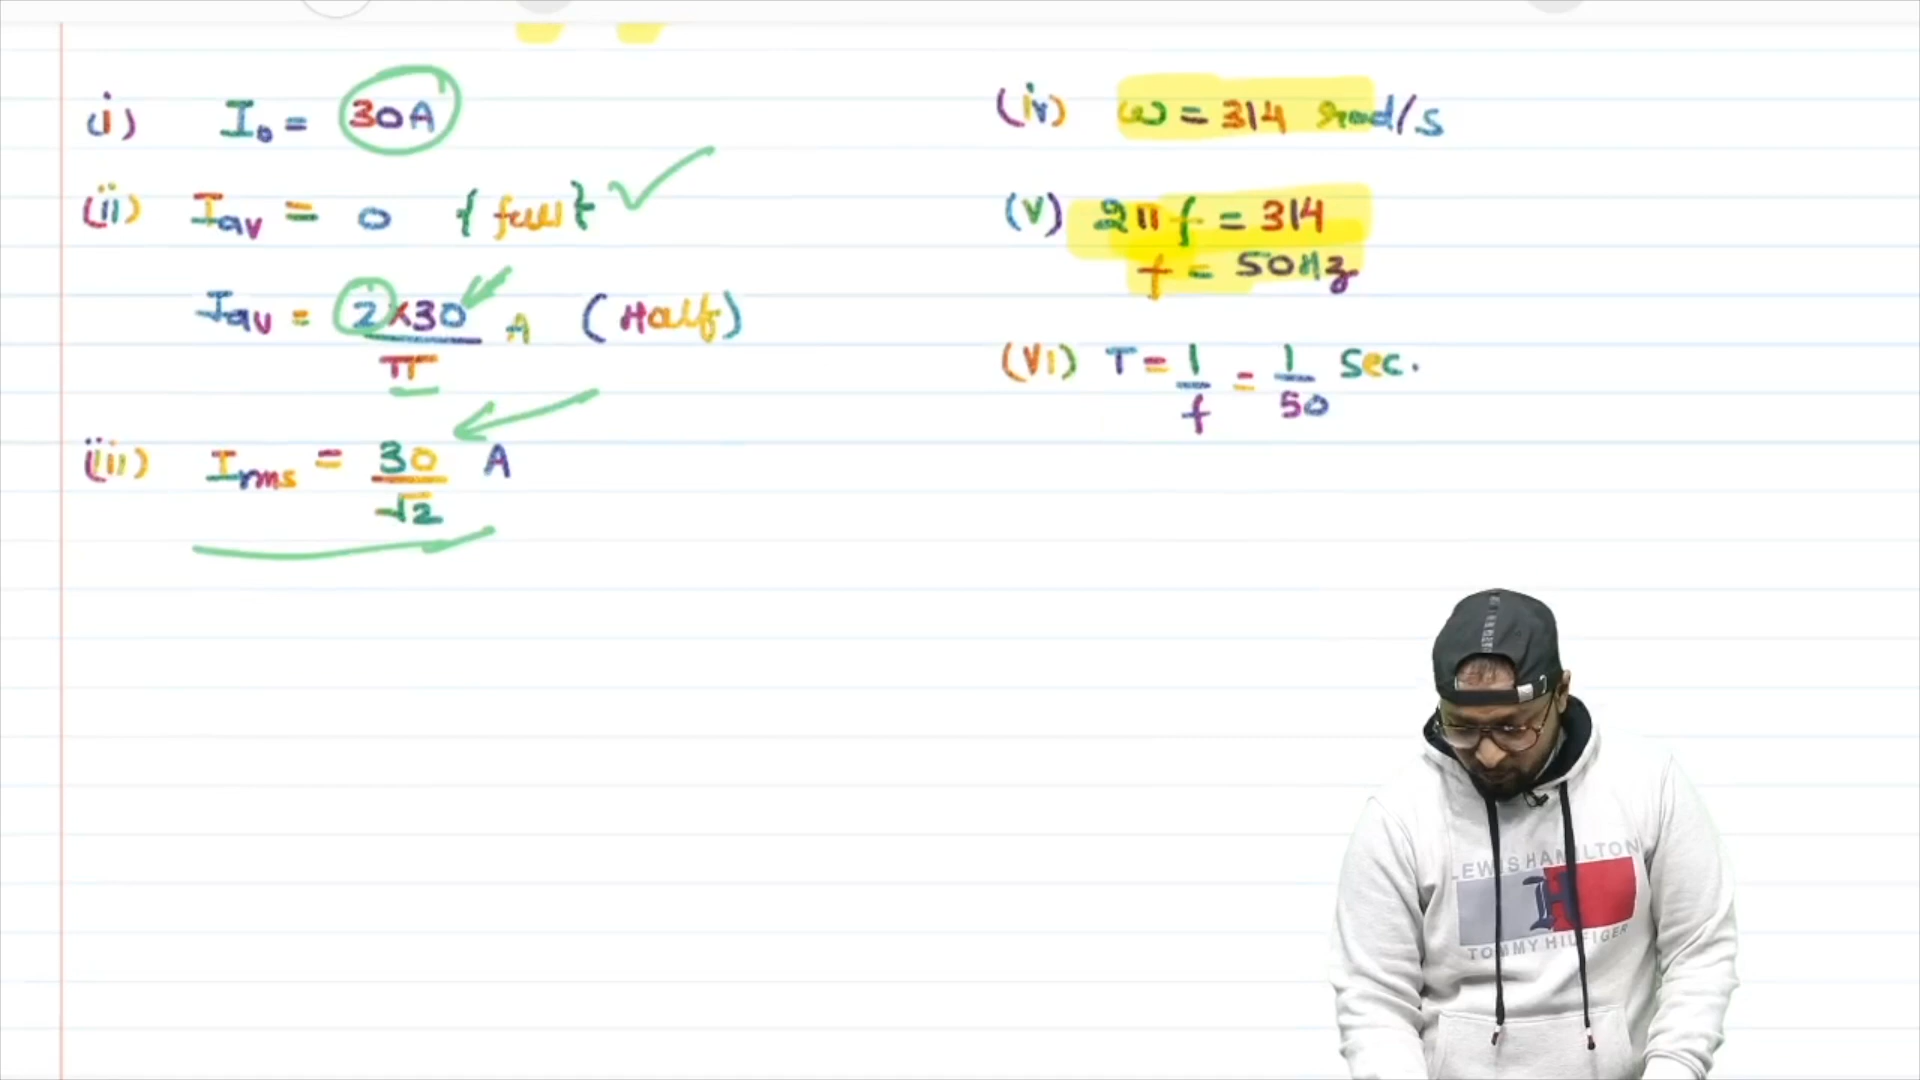 (i) I₀ = 30A
(ii) Iav = 0 { full }
Iav = 2×30/π A (Half)
(iii) Irms = 30/√2 A
(iv) ω = 314 rad/s
(v) 2πf = 314
f = 50Hz
(vi) T = 1/f = 1/50 Sec.
LEWIS HAMILTON
H
TOMMY HILFIGER